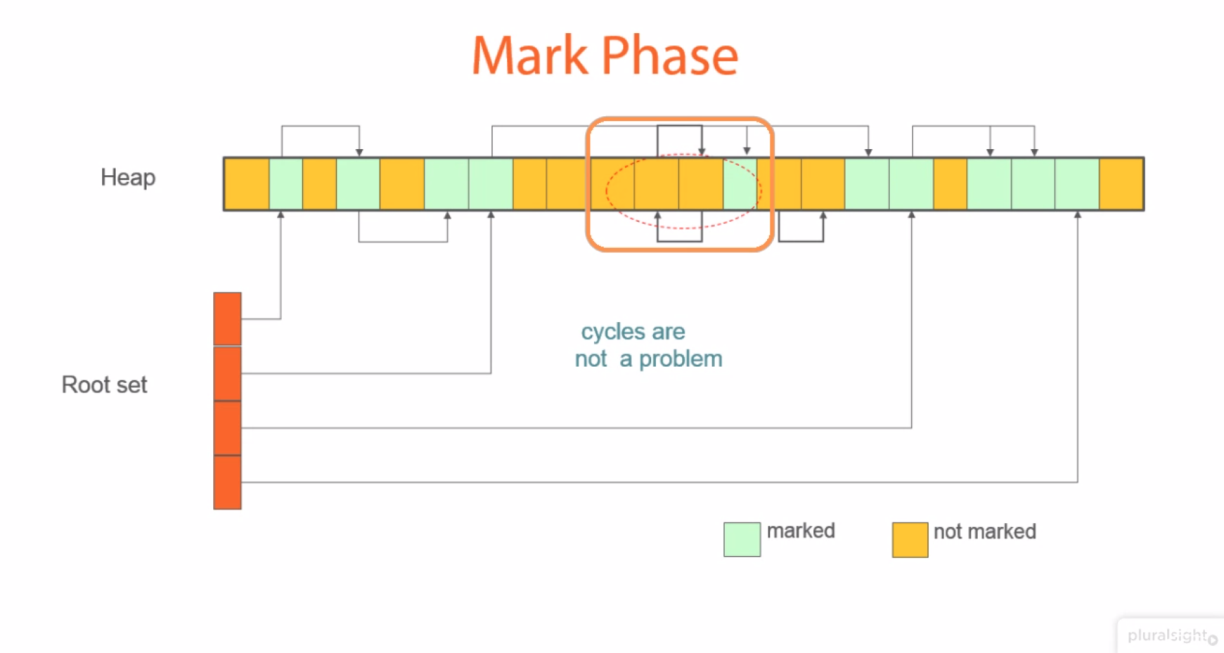 Mark Phase
Heap
cycles are
not a problem
Root set
marked
not marked
pluralsight